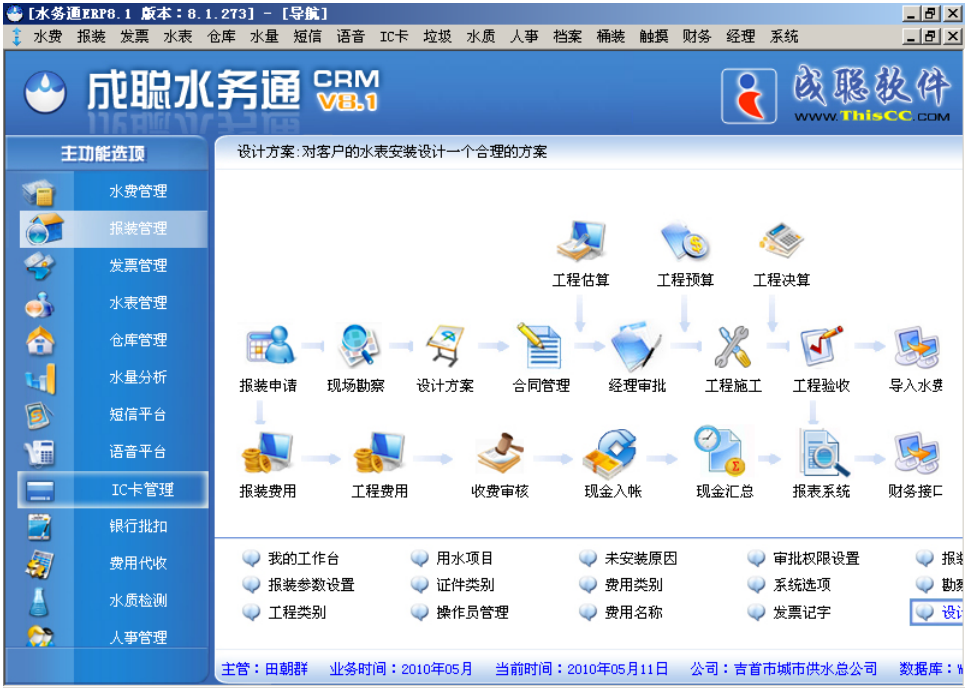 [水务通ERP8.1 版本:8.1.273] - [导航]
水费 报装 发票 水表 仓库 水量 短信 语音 IC卡 垃圾 水质 人事 档案 桶装 触摸 财务 经理 系统
成聪水务通 CRM V8.1
成聪软件
www.ThisCC.com
主功能选项
设计方案:对客户的水表安装设计一个合理的方案
水费管理
报装管理
发票管理
水表管理
仓库管理
水量分析
短信平台
语音平台
IC卡管理
银行批扣
费用代收
水质检测
人事管理
工程估算 工程预算 工程决算
报装申请 现场勘察 设计方案 合同管理 经理审批 工程施工 工程验收 导入水费
报装费用 工程费用 收费审核 现金入帐 现金汇总 报表系统 财务接口
我的工作台 用水项目 未安装原因 审批权限设置 报装
报装参数设置 证件类别 费用类别 系统选项 勘察
工程类别 操作员管理 费用名称 发票记字 设计
主管:田朝群 业务时间:2010年05月 当前时间:2010年05月11日 公司:吉首市城市供水总公司 数据库: